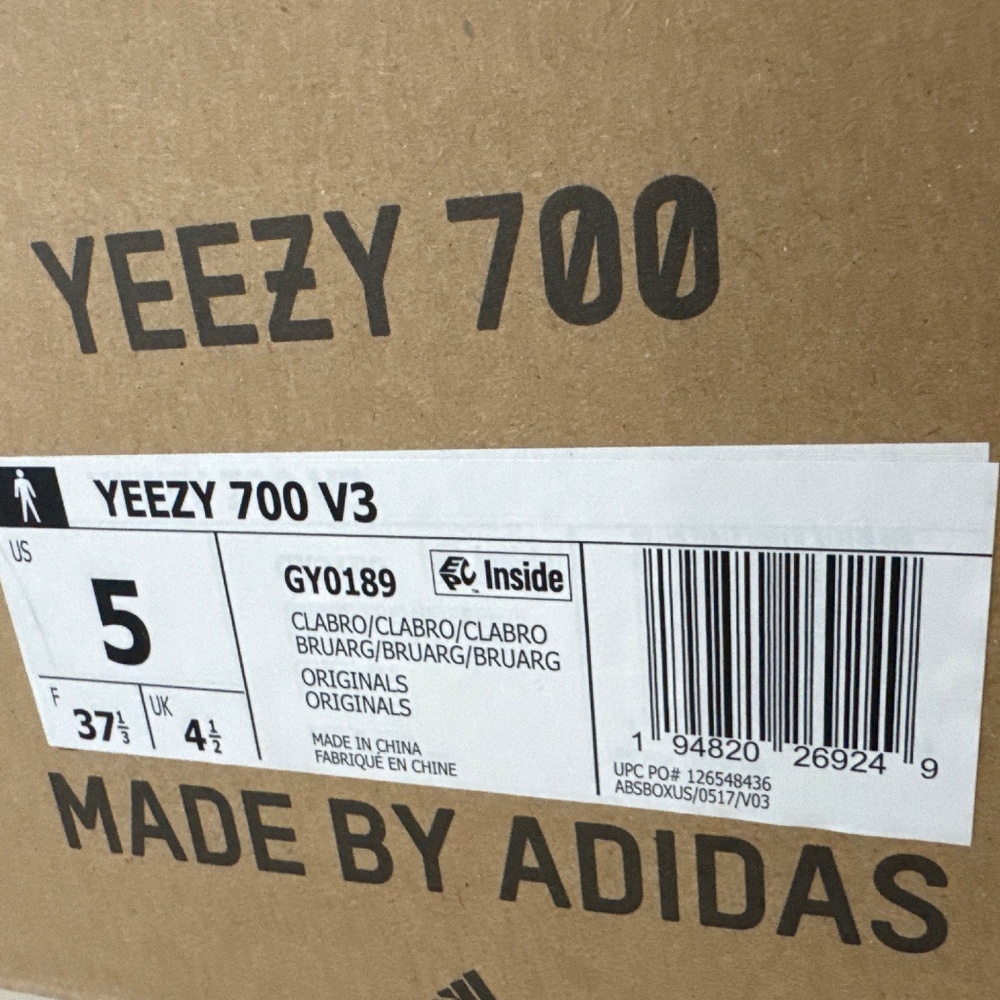 YEEZY 700
YEEZY 700 V3
US
5
F
37⅓
UK
4½
GY0189
EPC Inside
CLABRO/CLABRO/CLABRO
BRUARG/BRUARG/BRUARG
ORIGINALS
ORIGINALS
MADE IN CHINA
FABRIQUÉ EN CHINE
1 94820 26924 9
UPC PO# 126548436
ABSBOXUS/0517/V03
MADE BY ADIDAS